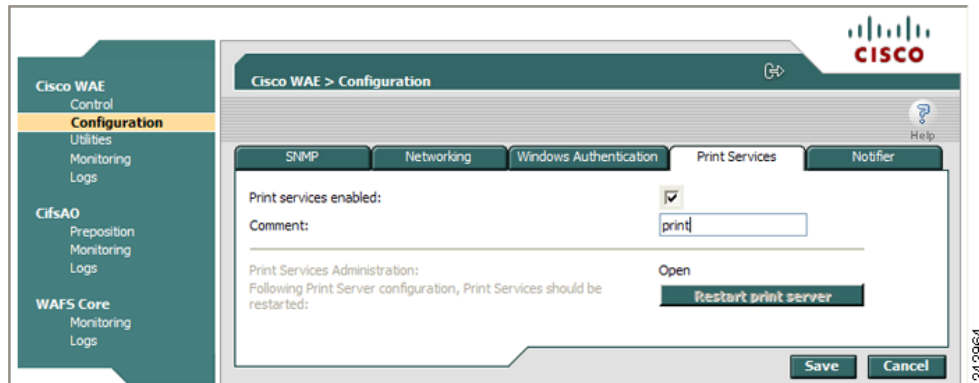 CISCO
Cisco WAE
Control
Configuration
Utilities
Monitoring
Logs
CifsAO
Preposition
Monitoring
Logs
WAFS Core
Monitoring
Logs
Cisco WAE > Configuration
Help
SNMP
Networking
Windows Authentication
Print Services
Notifier
Print services enabled:
Comment:
print
Print Services Administration:
Open
Following Print Server configuration, Print Services should be
restarted:
Restart print server
Save
Cancel
243964